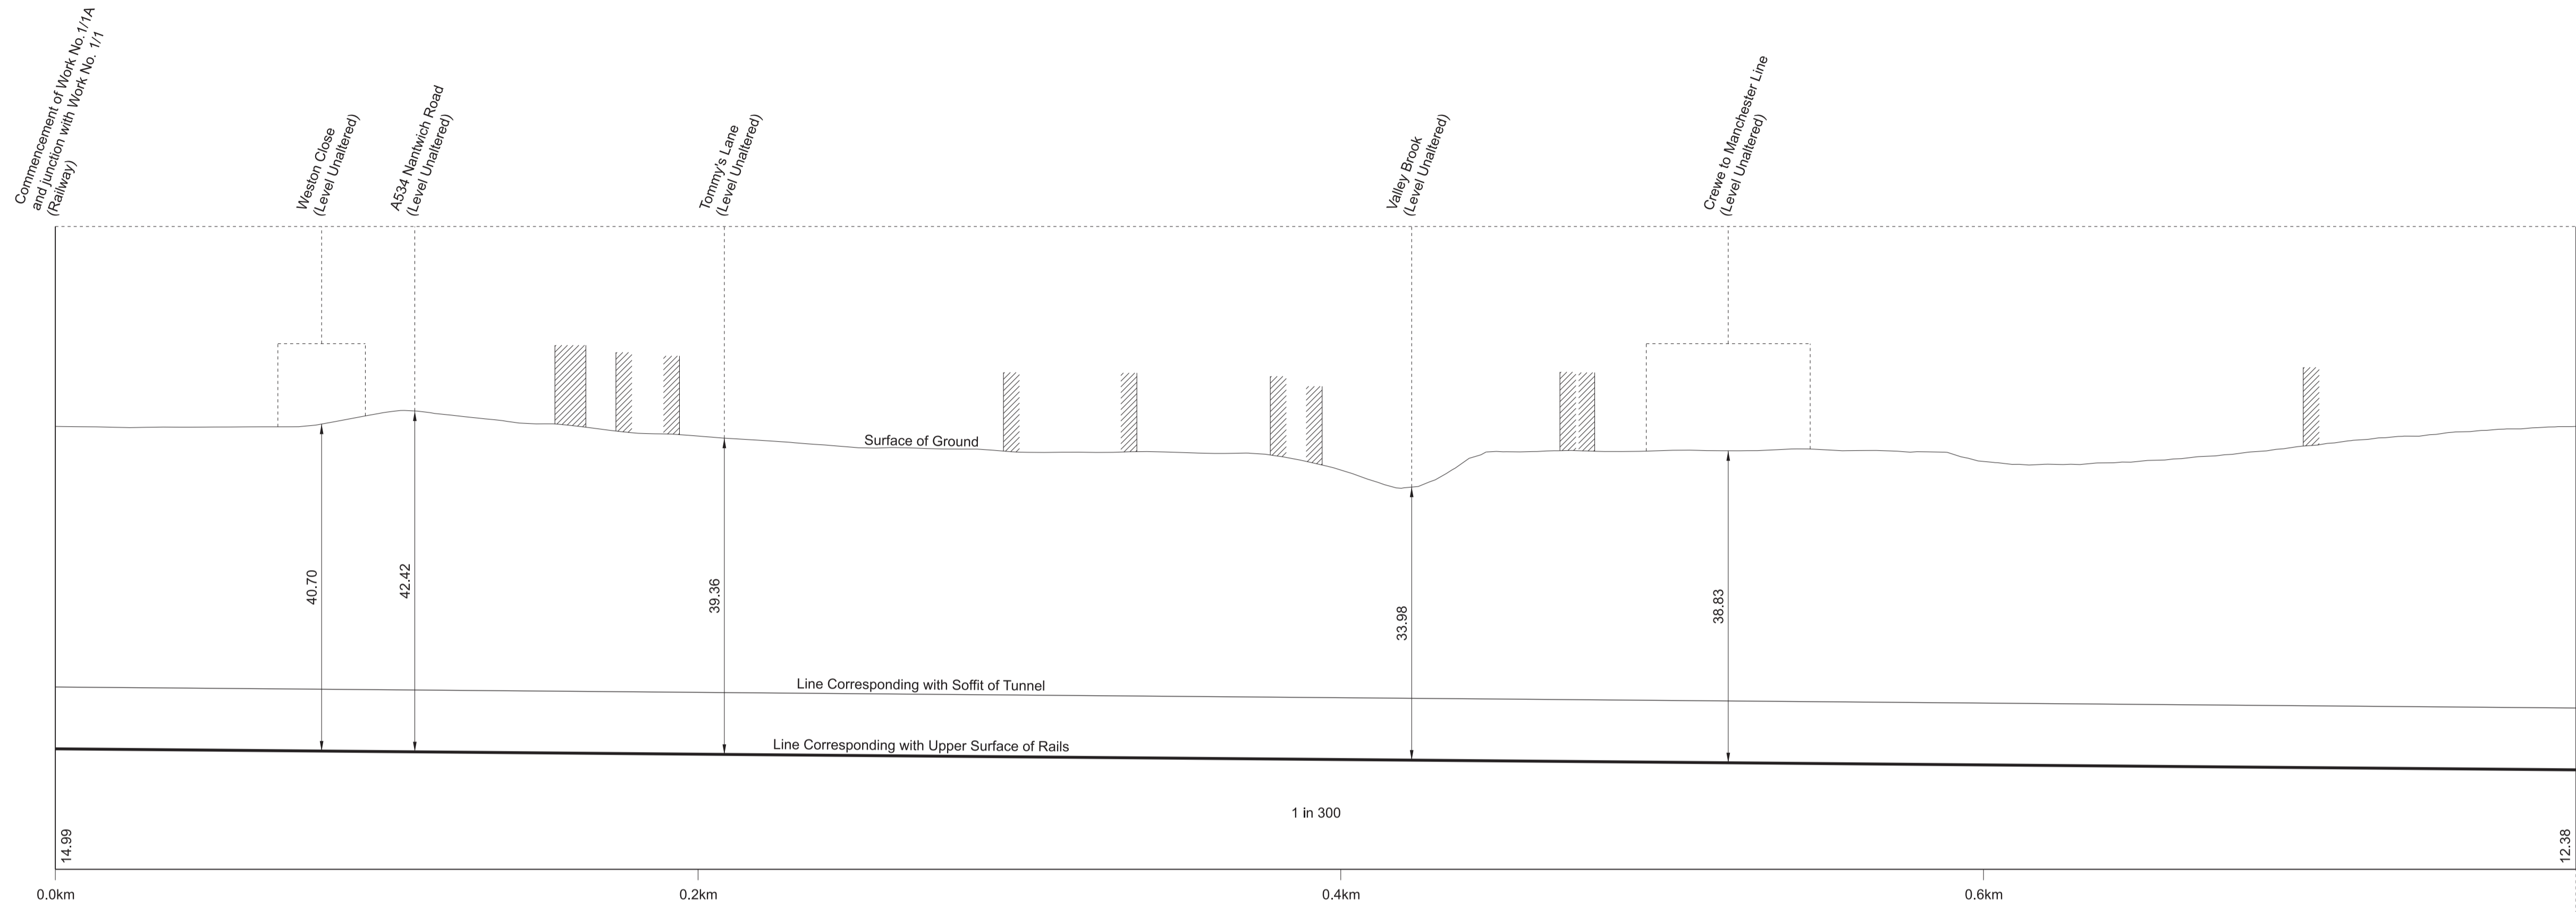 Commencement of Work No.1/1A
and junction with Work No. 1/1
(Railway)
Weston Close
(Level Unaltered)
A534 Nantwich Road
(Level Unaltered)
Tommy's Lane
(Level Unaltered)
Valley Brook
(Level Unaltered)
Crewe to Manchester Line
(Level Unaltered)
Surface of Ground
40.70
42.42
39.36
33.98
38.83
Line Corresponding with Soffit of Tunnel
Line Corresponding with Upper Surface of Rails
1 in 300
14.99
12.38
0.0km
0.2km
0.4km
0.6km